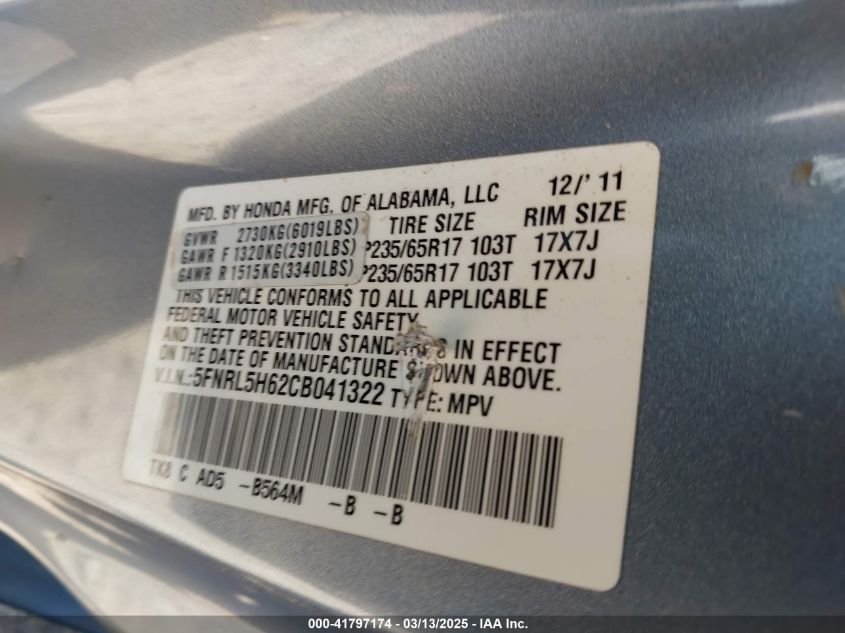 MFD. BY HONDA MFG. OF ALABAMA, LLC 12/' 11
GVWR 2730KG(6019LBS) TIRE SIZE RIM SIZE
GAWR F 1320KG(2910LBS) P235/65R17 103T 17X7J
GAWR R 1515KG(3340LBS) P235/65R17 103T 17X7J
THIS VEHICLE CONFORMS TO ALL APPLICABLE
FEDERAL MOTOR VEHICLE SAFETY
AND THEFT PREVENTION STANDARDS IN EFFECT
ON THE DATE OF MANUFACTURE SHOWN ABOVE.
V.I.N.:5FNRL5H62CB041322 TYPE: MPV
TK8 C AD5 -B564M -B -B
000-41797174 / 03/13/2025 - IAA Inc.